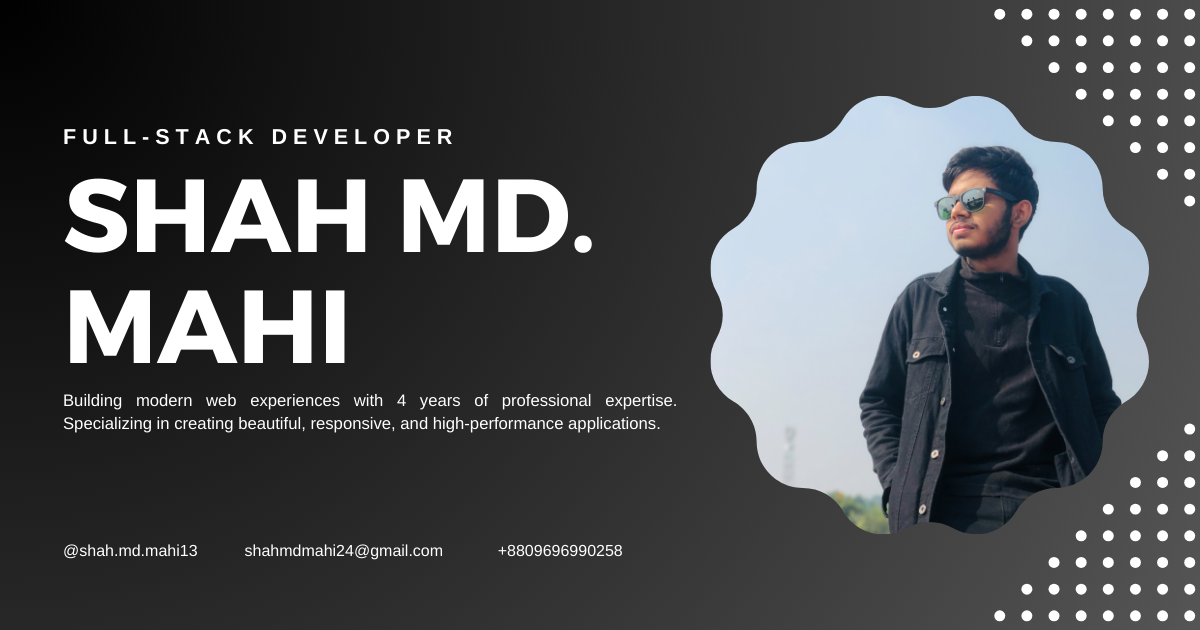 FULL-STACK DEVELOPER
SHAH MD.
MAHI
Building modern web experiences with 4 years of professional expertise.
Specializing in creating beautiful, responsive, and high-performance applications.
@shah.md.mahi13 shahmdmahi24@gmail.com +8809696990258